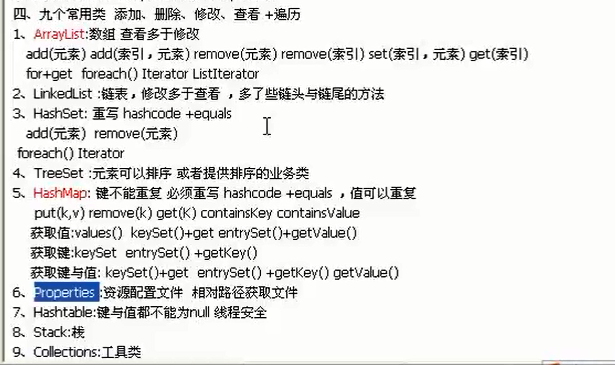 四、九个常用类 添加、删除、修改、查看 +遍历
1、ArrayList:数组 查看多于修改
add(元素) add(索引，元素) remove(元素) remove(索引) set(索引，元素) get(索引)
for+get foreach() Iterator ListIterator
2、LinkedList :链表，修改多于查看 ，多了些链头与链尾的方法
3、HashSet: 重写 hashcode +equals
add(元素) remove(元素)
foreach() Iterator
4、TreeSet :元素可以排序 或者提供排序的业务类
5、HashMap: 键不能重复 必须重写 hashcode +equals ，值可以重复
put(k,v) remove(k) get(K) containsKey containsValue
获取值:values() keySet()+get entrySet()+getValue()
获取键:keySet entrySet() +getKey()
获取键与值: keySet()+get entrySet() +getKey() getValue()
6、Properties :资源配置文件 相对路径获取文件
7、Hashtable:键与值都不能为null 线程安全
8、Stack:栈
9、Collections:工具类